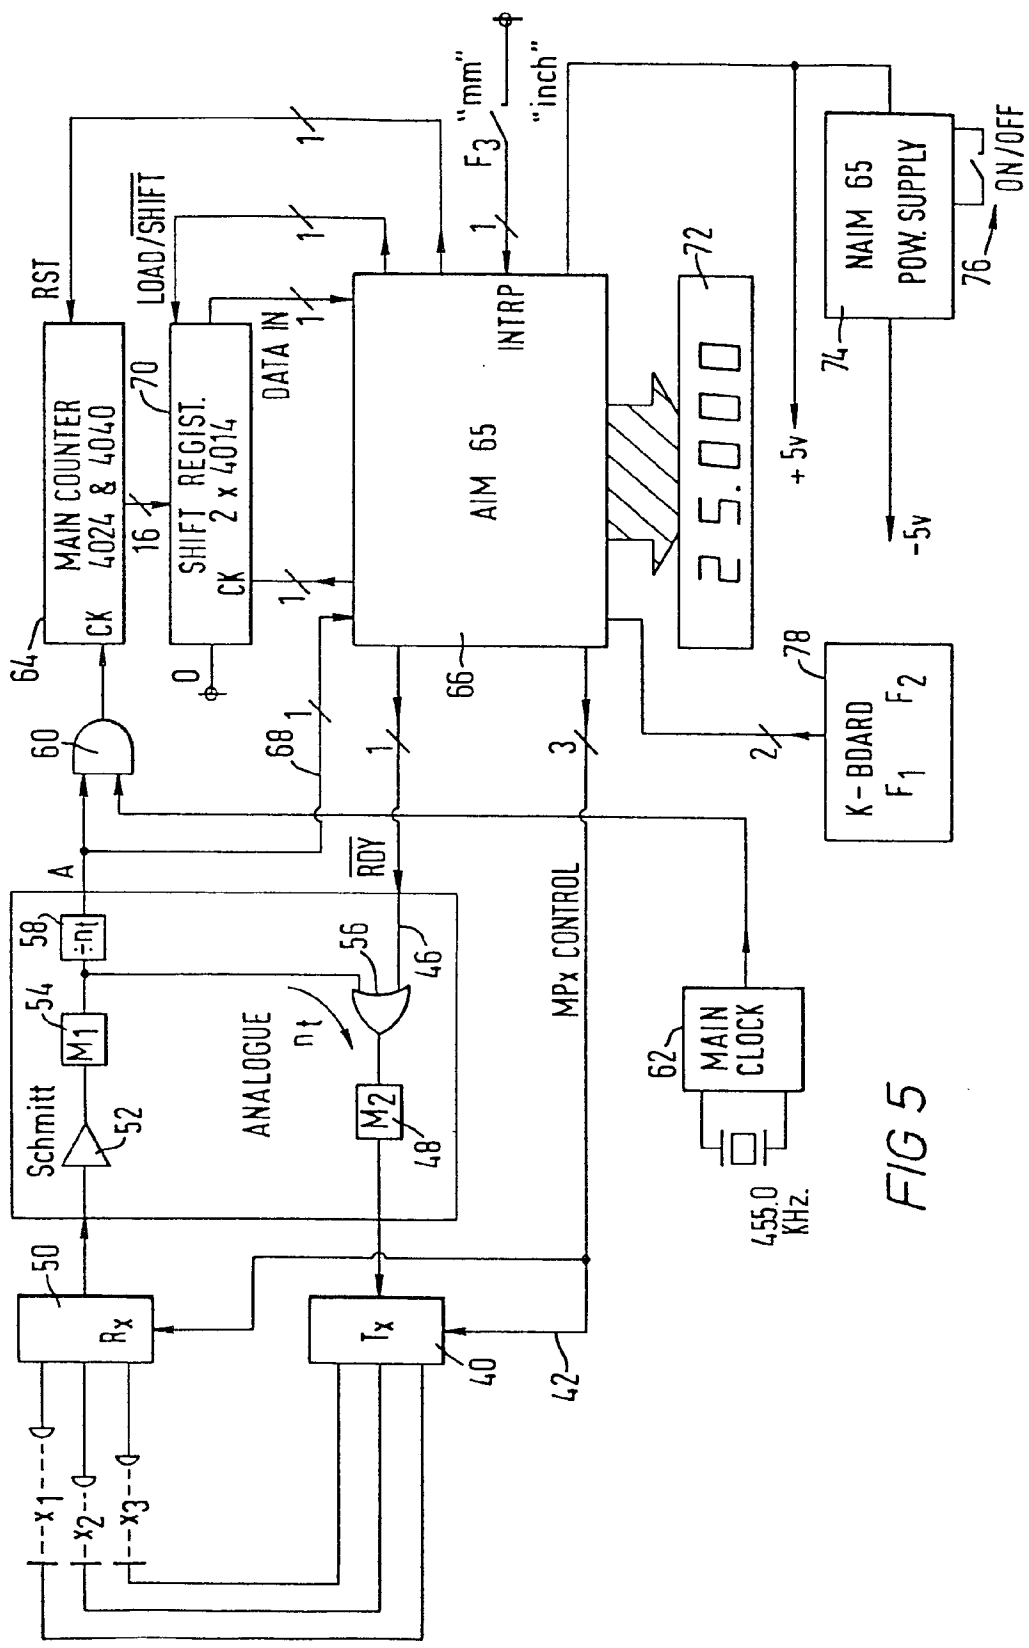 x1
x2
x3
50
Rx
Tx
40
42
Schmitt
52
54
M1
58
÷nt
A
ANALOGUE
nt
56
46
M2
48
RDY
MPx CONTROL
60
64
CK
MAIN COUNTER
4024 & 4040
RST
16
70
0
SHIFT REGIST.
2 x 4014
CK
LOAD/SHIFT
DATA IN
1
1
1
1
68
1
1
3
66
AIM 65
INTRP
1
F3
"mm"
"inch"
72
25.000
62
MAIN
CLOCK
455.0
KHz.
2
78
K-BDARD
F1 F2
+5v
-5v
74
NAIM 65
POW. SUPPLY
76
ON/OFF
FIG 5